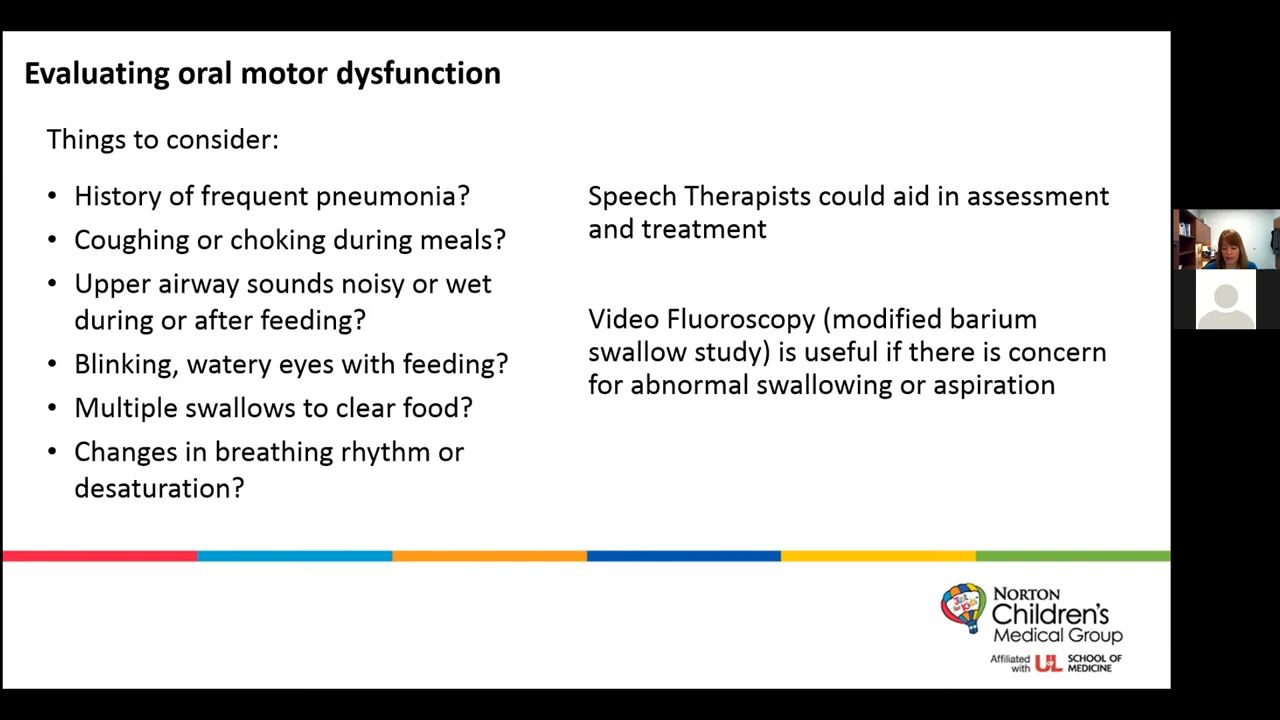 Evaluating oral motor dysfunction
Things to consider:
• History of frequent pneumonia?
• Coughing or choking during meals?
• Upper airway sounds noisy or wet
during or after feeding?
• Blinking, watery eyes with feeding?
• Multiple swallows to clear food?
• Changes in breathing rhythm or
desaturation?
Speech Therapists could aid in assessment
and treatment
Video Fluoroscopy (modified barium
swallow study) is useful if there is concern
for abnormal swallowing or aspiration
Just for Kids
NORTON
Children's
Medical Group
Affiliated
with
UL
SCHOOL OF
MEDICINE